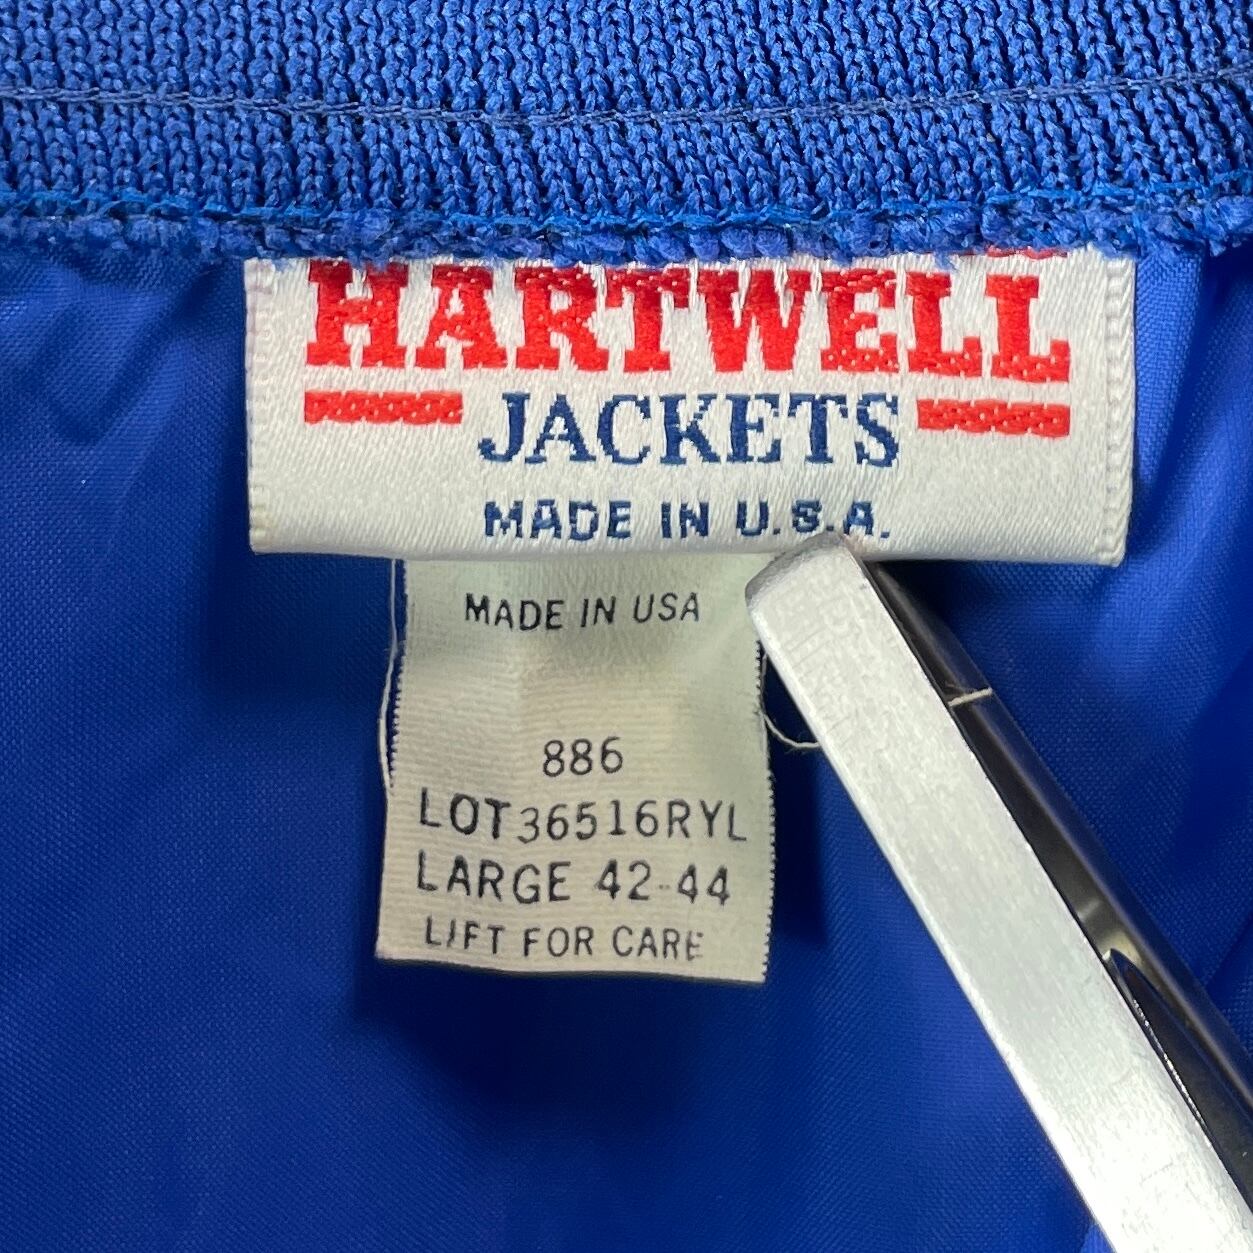 HARTWELL
JACKETS
MADE IN U.S.A.
MADE IN USA
886
LOT36516RYL
LARGE 42-44
LIFT FOR CARE